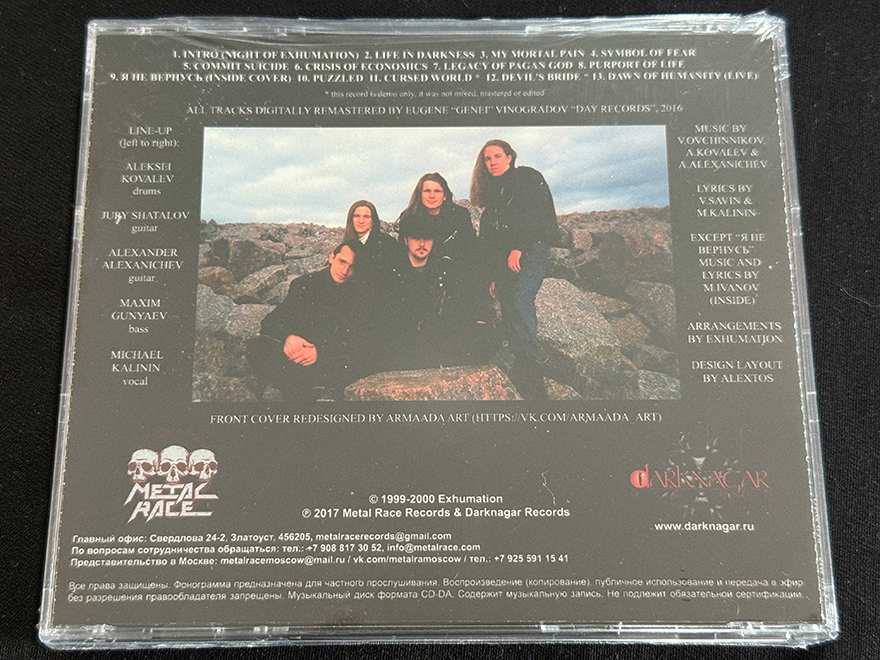 1. INTRO (NIGHT OF EXHUMATION) 2. LIFE IN DARKNESS 3. MY MORTAL PAIN 4. SYMBOL OF FEAR
5. COMMIT SUICIDE 6. CRISIS OF ECONOMICS 7. LEGACY OF PAGAN GOD 8. PURPORT OF LIFE
9. Я НЕ ВЕРНУСЬ (INSIDE COVER) 10. PUZZLED 11. CURSED WORLD * 12. DEVIL'S BRIDE * 13. DAWN OF HUMANITY (LIVE)
* this record is demo only, it was not mixed, mastered or edited
ALL TRACKS DIGITALLY REMASTERED BY EUGENE "GENEI" VINOGRADOV "DAY RECORDS", 2016
LINE-UP
(left to right):
ALEKSEI
KOVALEV
drums
JURY SHATALOV
guitar
ALEXANDER
ALEXANICHEV
guitar
MAXIM
GUNYAEV
bass
MICHAEL
KALININ
vocal
MUSIC BY
V.OVCHINNIKOV,
A.KOVALEV &
A.ALEXANICHEV
LYRICS BY
V.SAVIN &
M.KALININ
EXCEPT "Я НЕ
ВЕРНУСЬ"
MUSIC AND
LYRICS BY
M.IVANOV
(INSIDE)
ARRANGEMENTS
BY EXHUMATION
DESIGN LAYOUT
BY ALEXTOS
FRONT COVER REDESIGNED BY ARMAADA ART (HTTPS://VK.COM/ARMAADA_ART)
METAL
RACE
DARKNAGAR
© 1999-2000 Exhumation
℗ 2017 Metal Race Records & Darknagar Records
www.darknagar.ru
Главный офис: Свердлова 24-2, Златоуст, 456205, metalracerecords@gmail.com
По вопросам сотрудничества обращаться: тел.: +7 908 817 30 52, info@metalrace.com
Представительство в Москве: metalracemoscow@mail.ru / vk.com/metalramoscow / тел.: +7 925 591 15 41
Все права защищены. Фонограмма предназначена для частного прослушивания. Воспроизведение (копирование), публичное использование и передача в эфир
без разрешения правообладателя запрещены. Музыкальный диск формата CD-DA. Содержит музыкальную запись. Не подлежит обязательной сертификации.